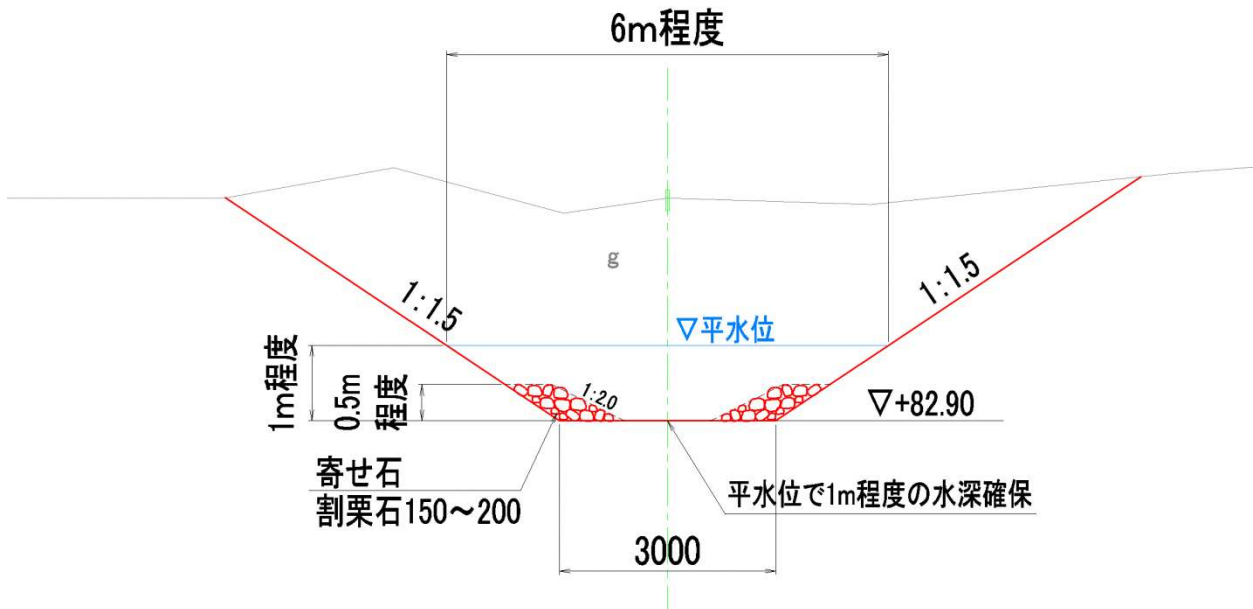 6m程度
g
1:1.5
1:1.5
▽平水位
1m程度
0.5m
程度
1:2.0
▽+82.90
寄せ石
割栗石150～200
平水位で1m程度の水深確保
3000